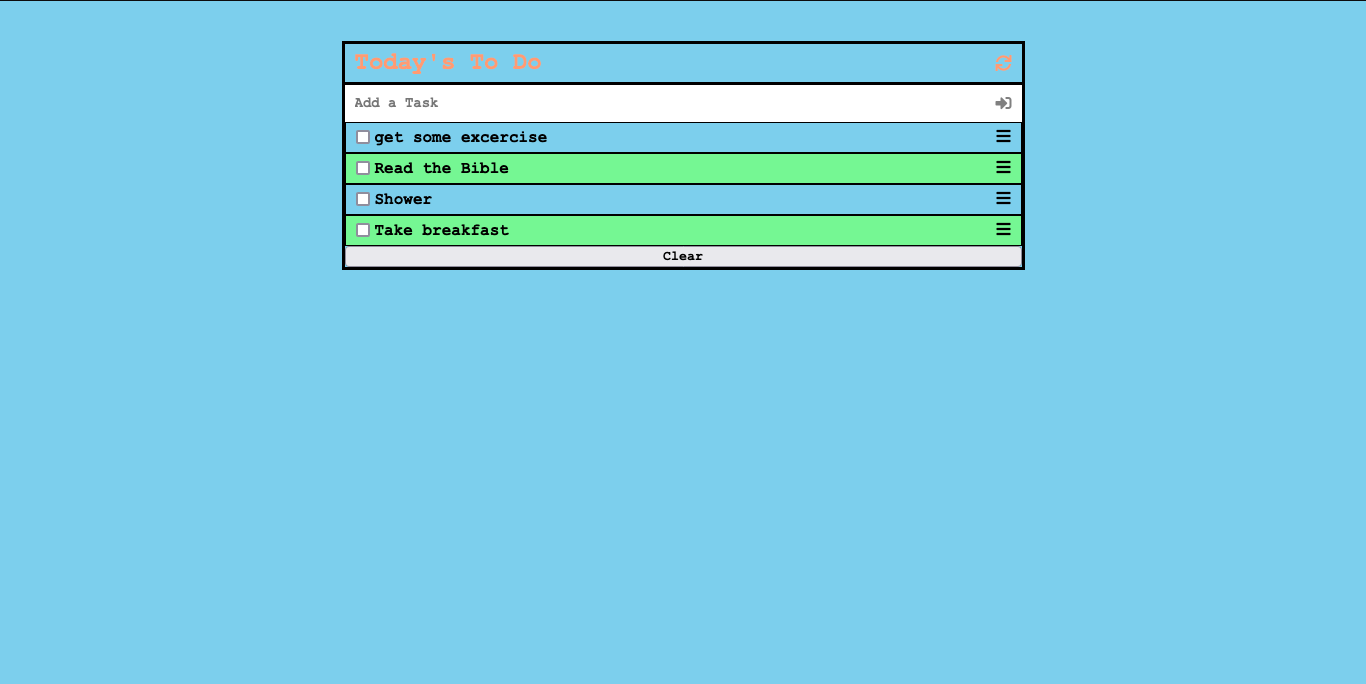 Today's To Do
Add a Task
get some excercise
Read the Bible
Shower
Take breakfast
Clear